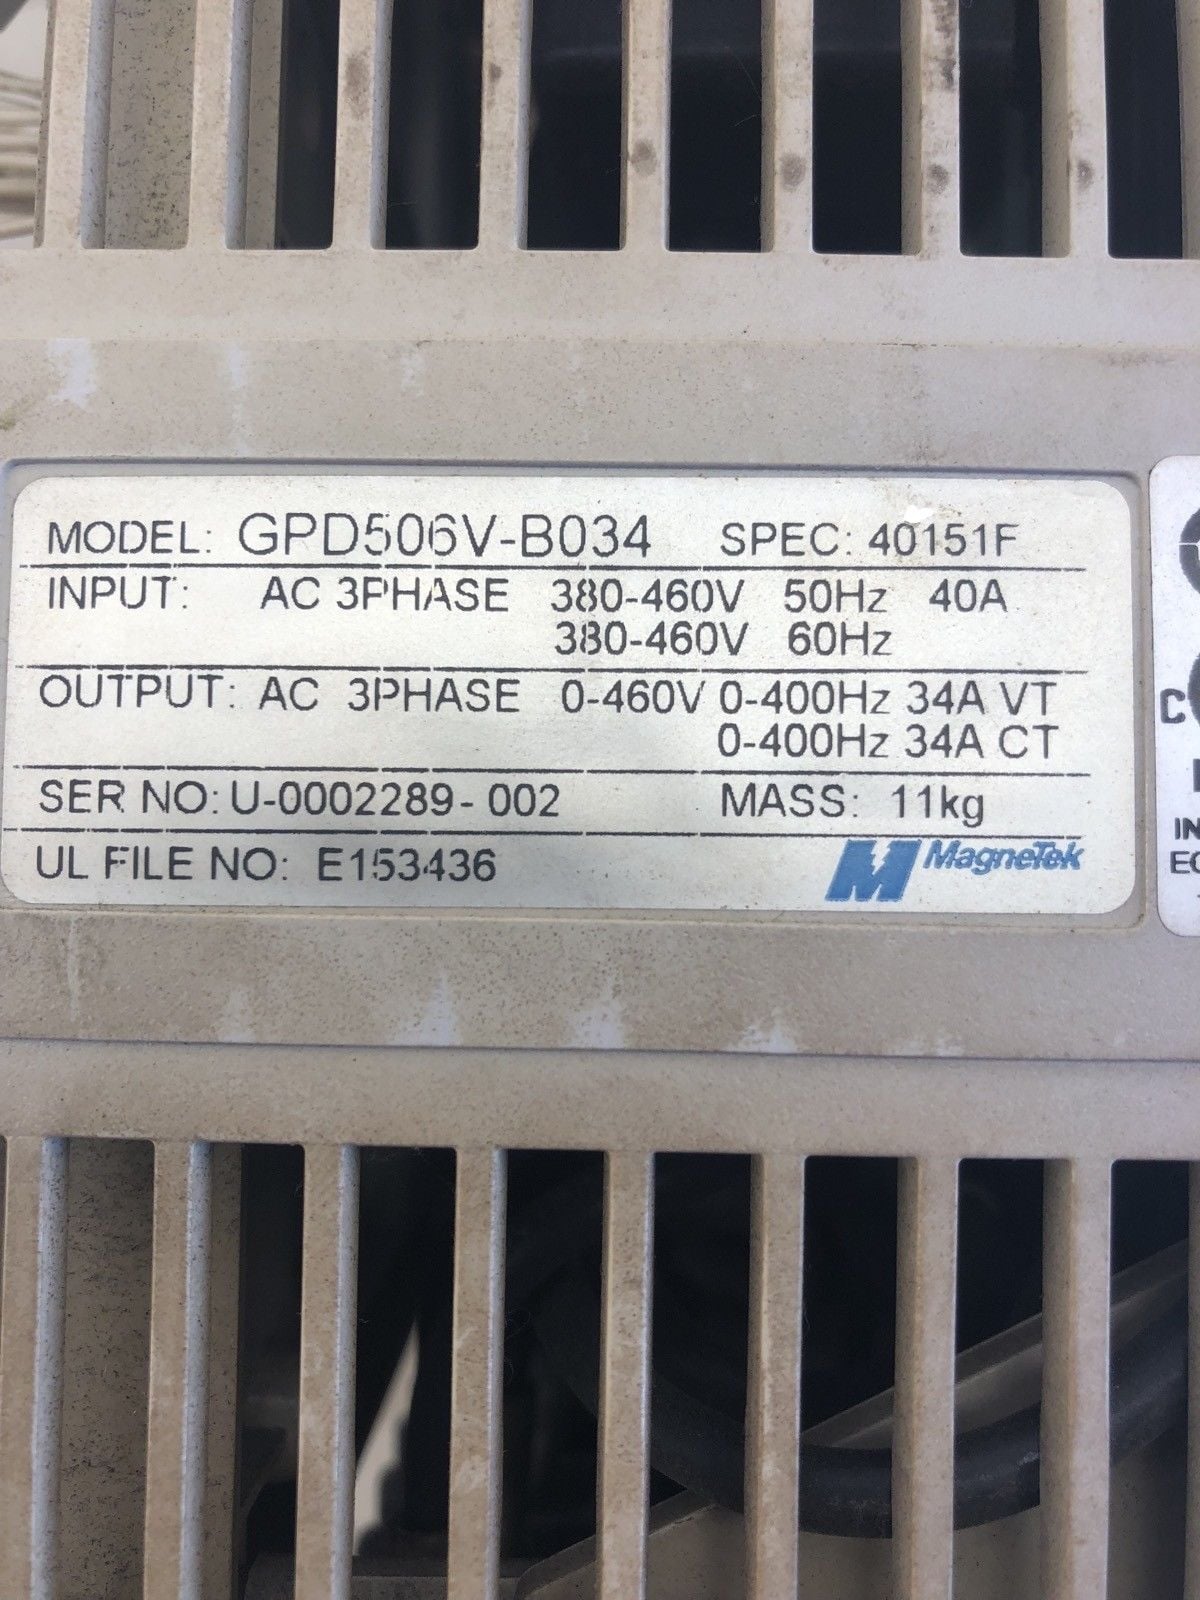 MODEL: GPD506V-B034 SPEC: 40151F
INPUT: AC 3PHASE 380-460V 50Hz 40A
380-460V 60Hz
OUTPUT: AC 3PHASE 0-460V 0-400Hz 34A VT
0-400Hz 34A CT
SER NO: U-0002289-002 MASS: 11kg
UL FILE NO: E153436
MagneTek